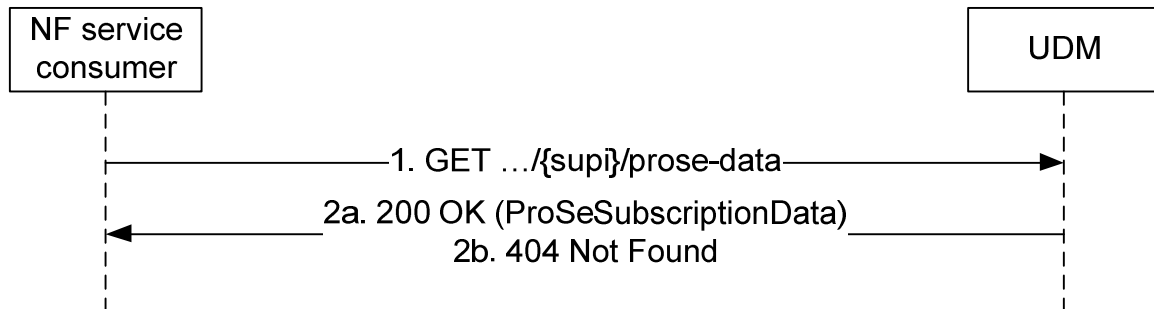 NF service
consumer
UDM
1. GET …/{supi}/prose-data
2a. 200 OK (ProSeSubscriptionData)
2b. 404 Not Found